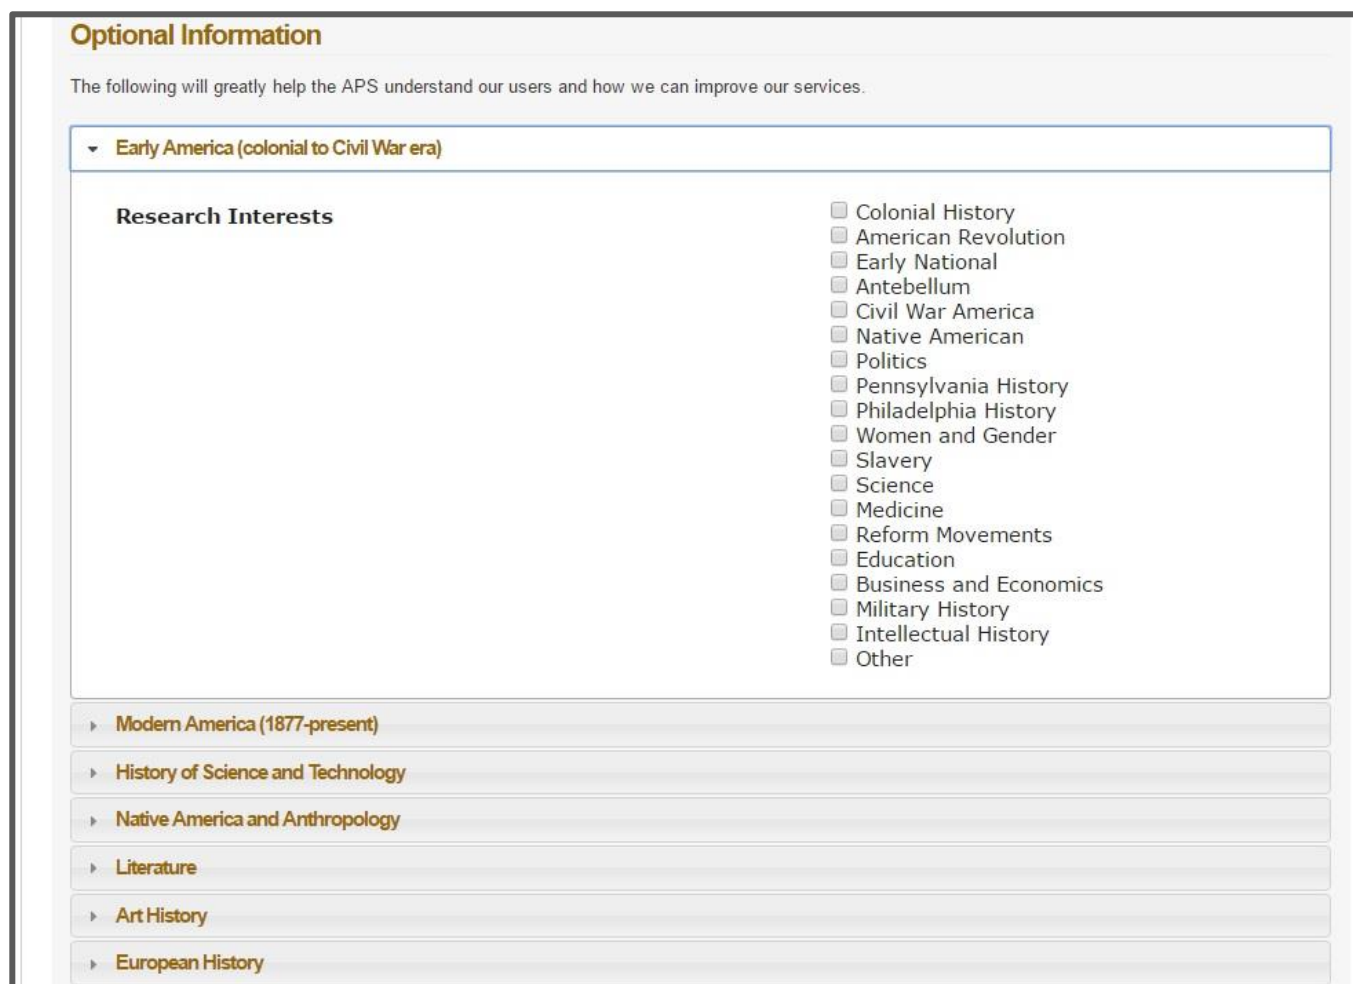 Optional Information
The following will greatly help the APS understand our users and how we can improve our services.
Early America (colonial to Civil War era)
Research Interests
Colonial History
American Revolution
Early National
Antebellum
Civil War America
Native American
Politics
Pennsylvania History
Philadelphia History
Women and Gender
Slavery
Science
Medicine
Reform Movements
Education
Business and Economics
Military History
Intellectual History
Other
Modern America (1877-present)
History of Science and Technology
Native America and Anthropology
Literature
Art History
European History